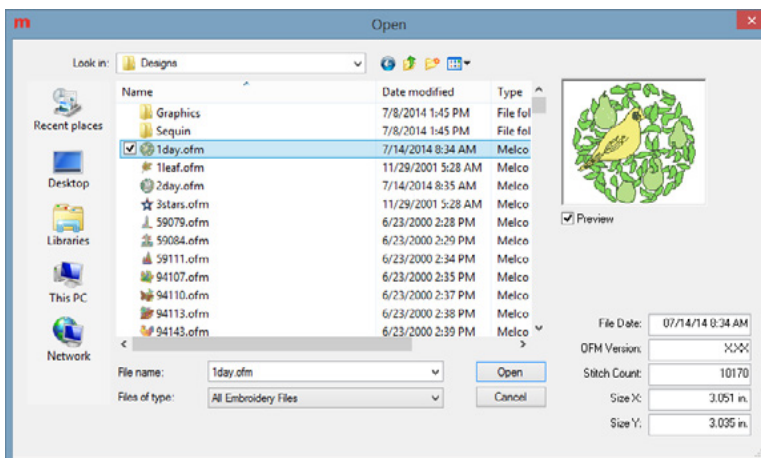 m Open ×
Look in: Designs
Name Date modified Type
Graphics 7/8/2014 1:45 PM File fol
Sequin 7/8/2014 1:45 PM File fol
1day.ofm 7/14/2014 8:34 AM Melco
1leaf.ofm 11/29/2001 5:28 AM Melco
2day.ofm 7/14/2014 8:35 AM Melco
3stars.ofm 11/29/2001 5:28 AM Melco
59079.ofm 6/23/2000 2:28 PM Melco
59084.ofm 6/23/2000 2:29 PM Melco
59111.ofm 6/23/2000 2:34 PM Melco
94107.ofm 6/23/2000 2:35 PM Melco
94110.ofm 6/23/2000 2:37 PM Melco
94113.ofm 6/23/2000 2:38 PM Melco
94143.ofm 6/23/2000 2:39 PM Melco
Recent places
Desktop
Libraries
This PC
Network
File name: 1day.ofm Open
Files of type: All Embroidery Files Cancel
Preview
File Date: 07/14/14 8:34 AM
OFM Version: X.XX
Stitch Count: 10170
Size X: 3.051 in.
Size Y: 3.035 in.